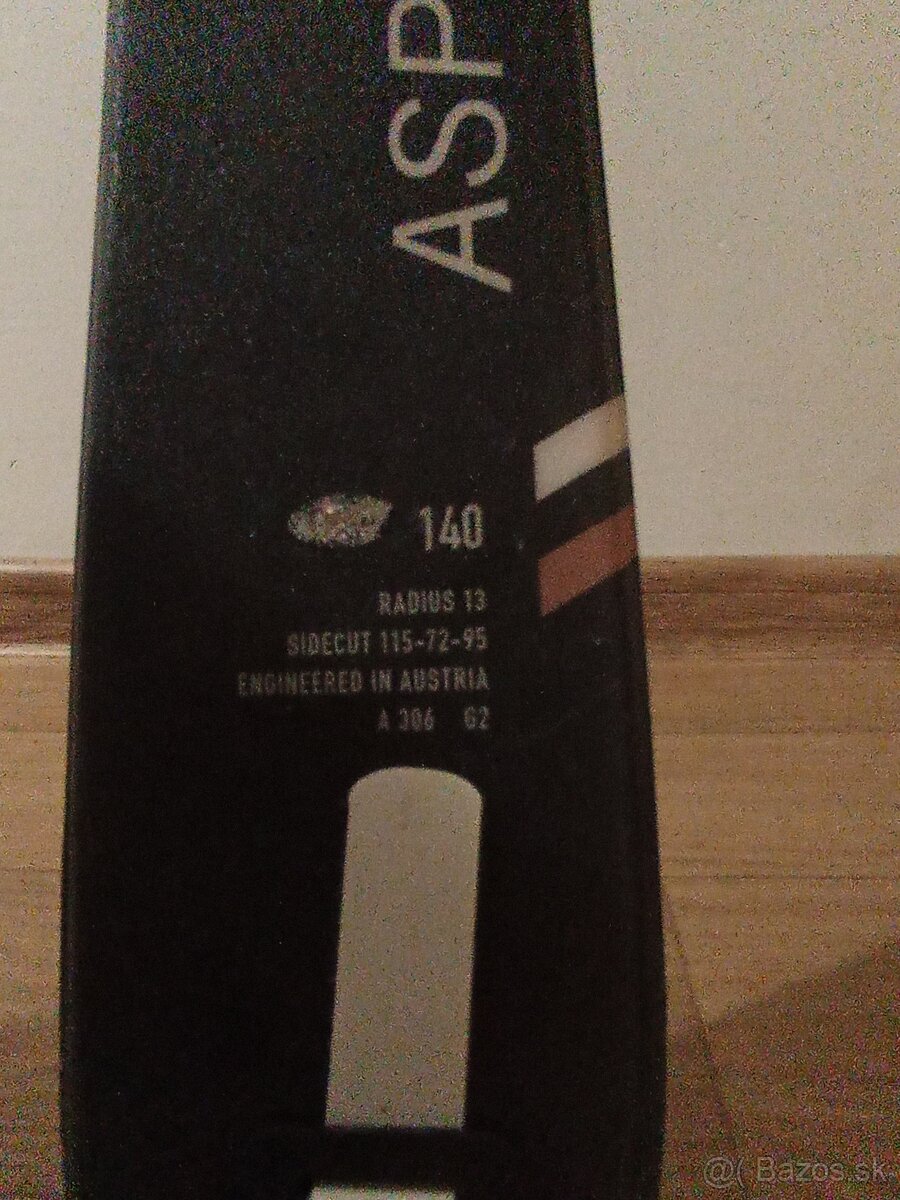 ASP
140
RADIUS 13
SIDECUT 115-72-95
ENGINEERED IN AUSTRIA
A 306 G2
@( Bazos.sk